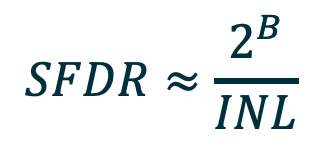 SFDR ≈ 2^B / INL